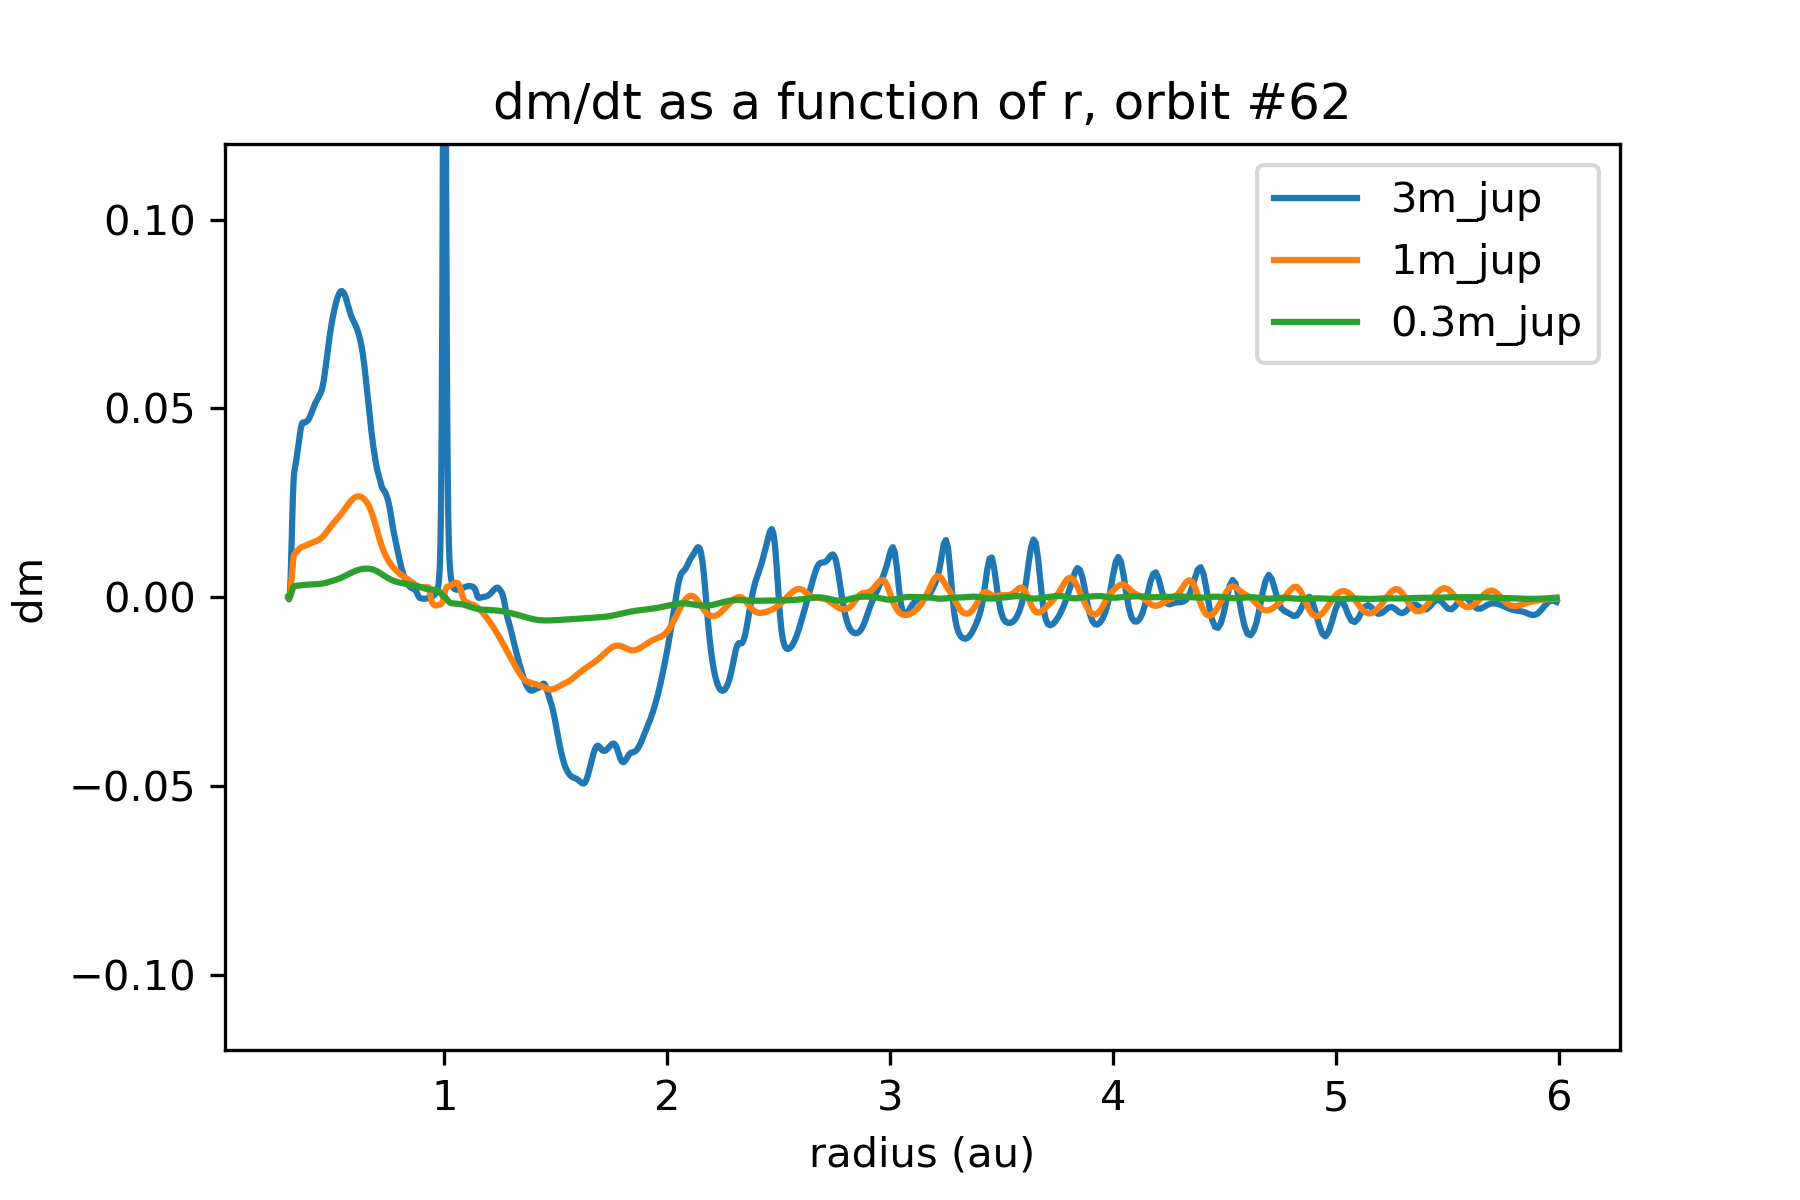 dm/dt as a function of r, orbit #62
3m_jup
1m_jup
0.3m_jup
dm
0.10
0.05
0.00
−0.05
−0.10
1 2 3 4 5 6
radius (au)